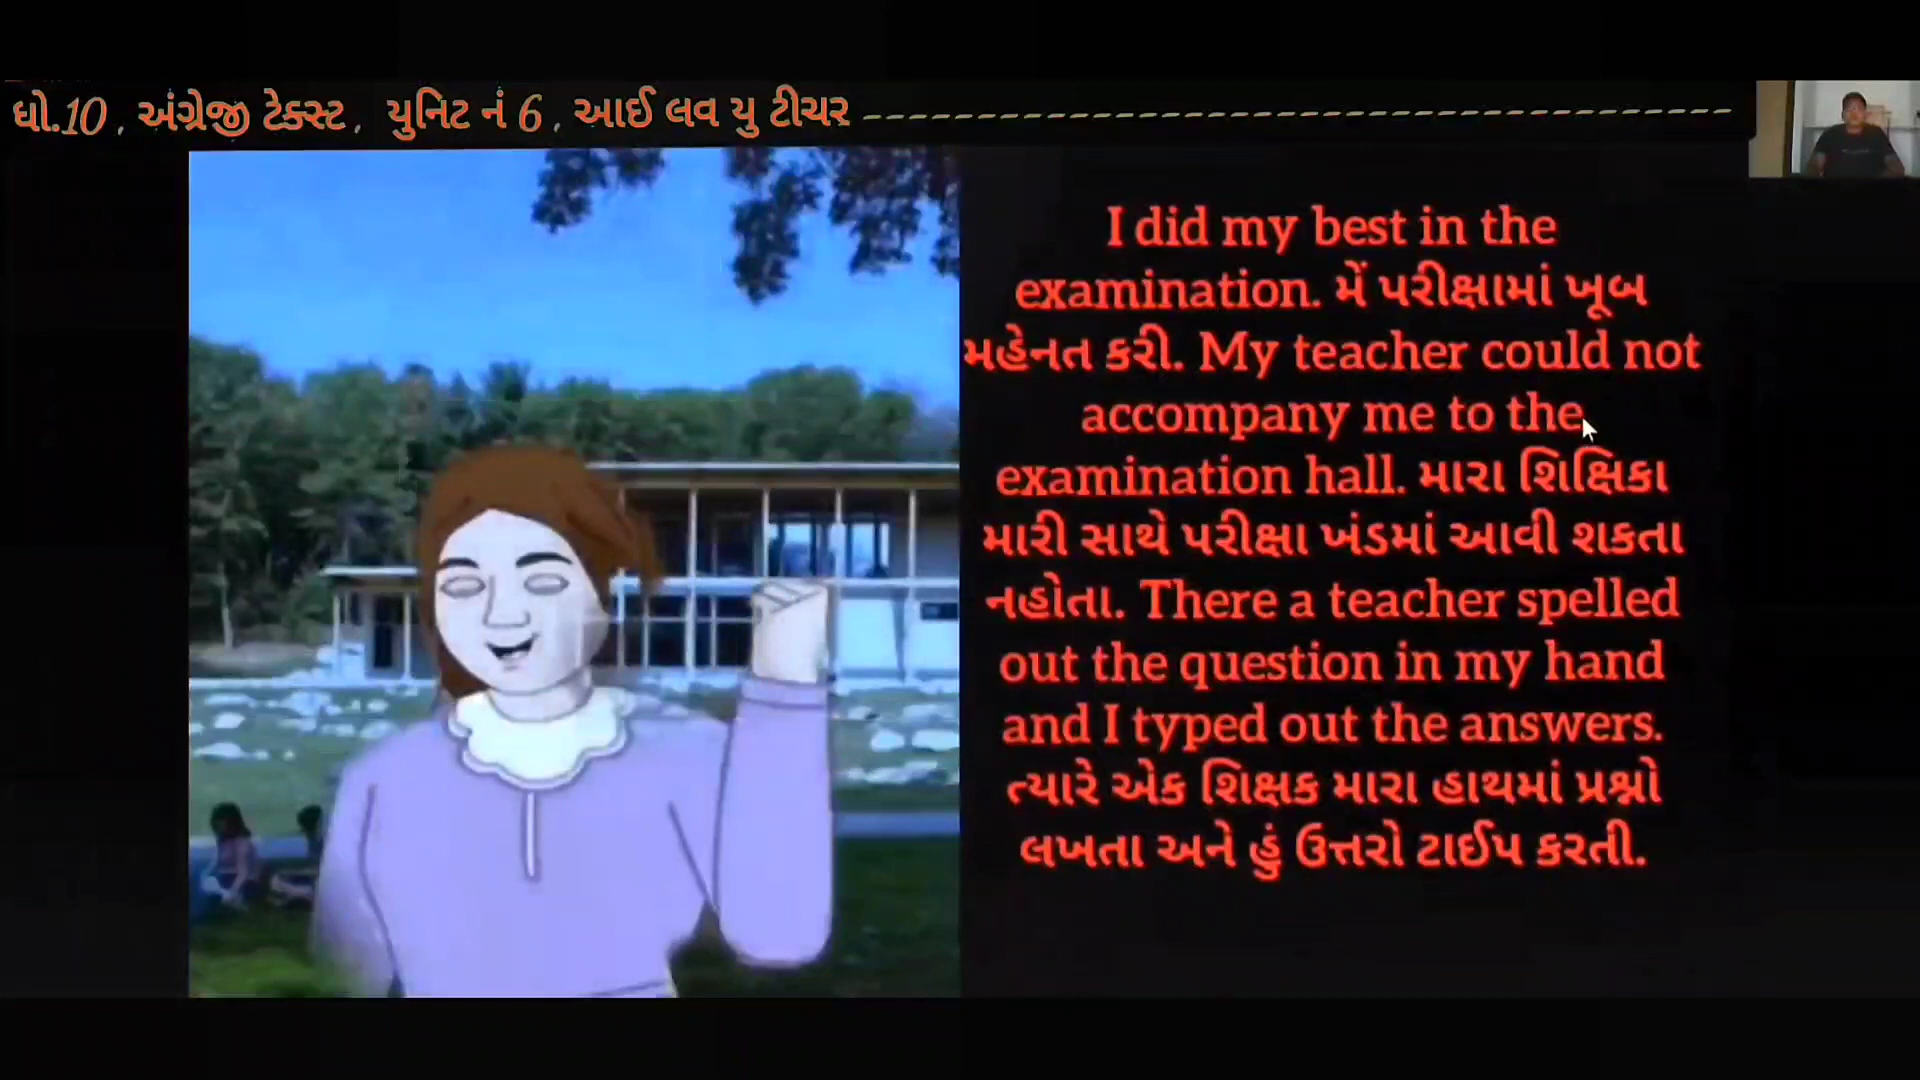 ધો.10 , અંગ્રેજી ટેક્સ્ટ , યુનિટ નં 6 , આઈ લવ યુ ટીચર -----------------------------------
I did my best in the
examination. મેં પરીક્ષામાં ખૂબ
મહેનત કરી. My teacher could not
accompany me to the
examination hall. મારા શિક્ષિકા
મારી સાથે પરીક્ષા ખંડમાં આવી શકતા
નહોતા. There a teacher spelled
out the question in my hand
and I typed out the answers.
ત્યારે એક શિક્ષક મારા હાથમાં પ્રશ્નો
લખતા અને હું ઉત્તરો ટાઈપ કરતી.